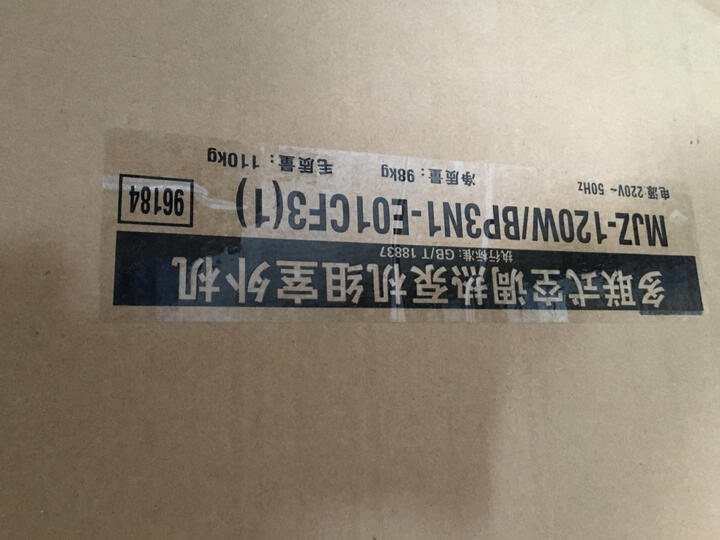 多联式空调热泵机组室外机
执行标准: GB/T 18837
MJZ-120W/BP3N1-E01CF3(1)
96184
电源:220V~ 50Hz 净质量: 98kg 毛质量: 110kg